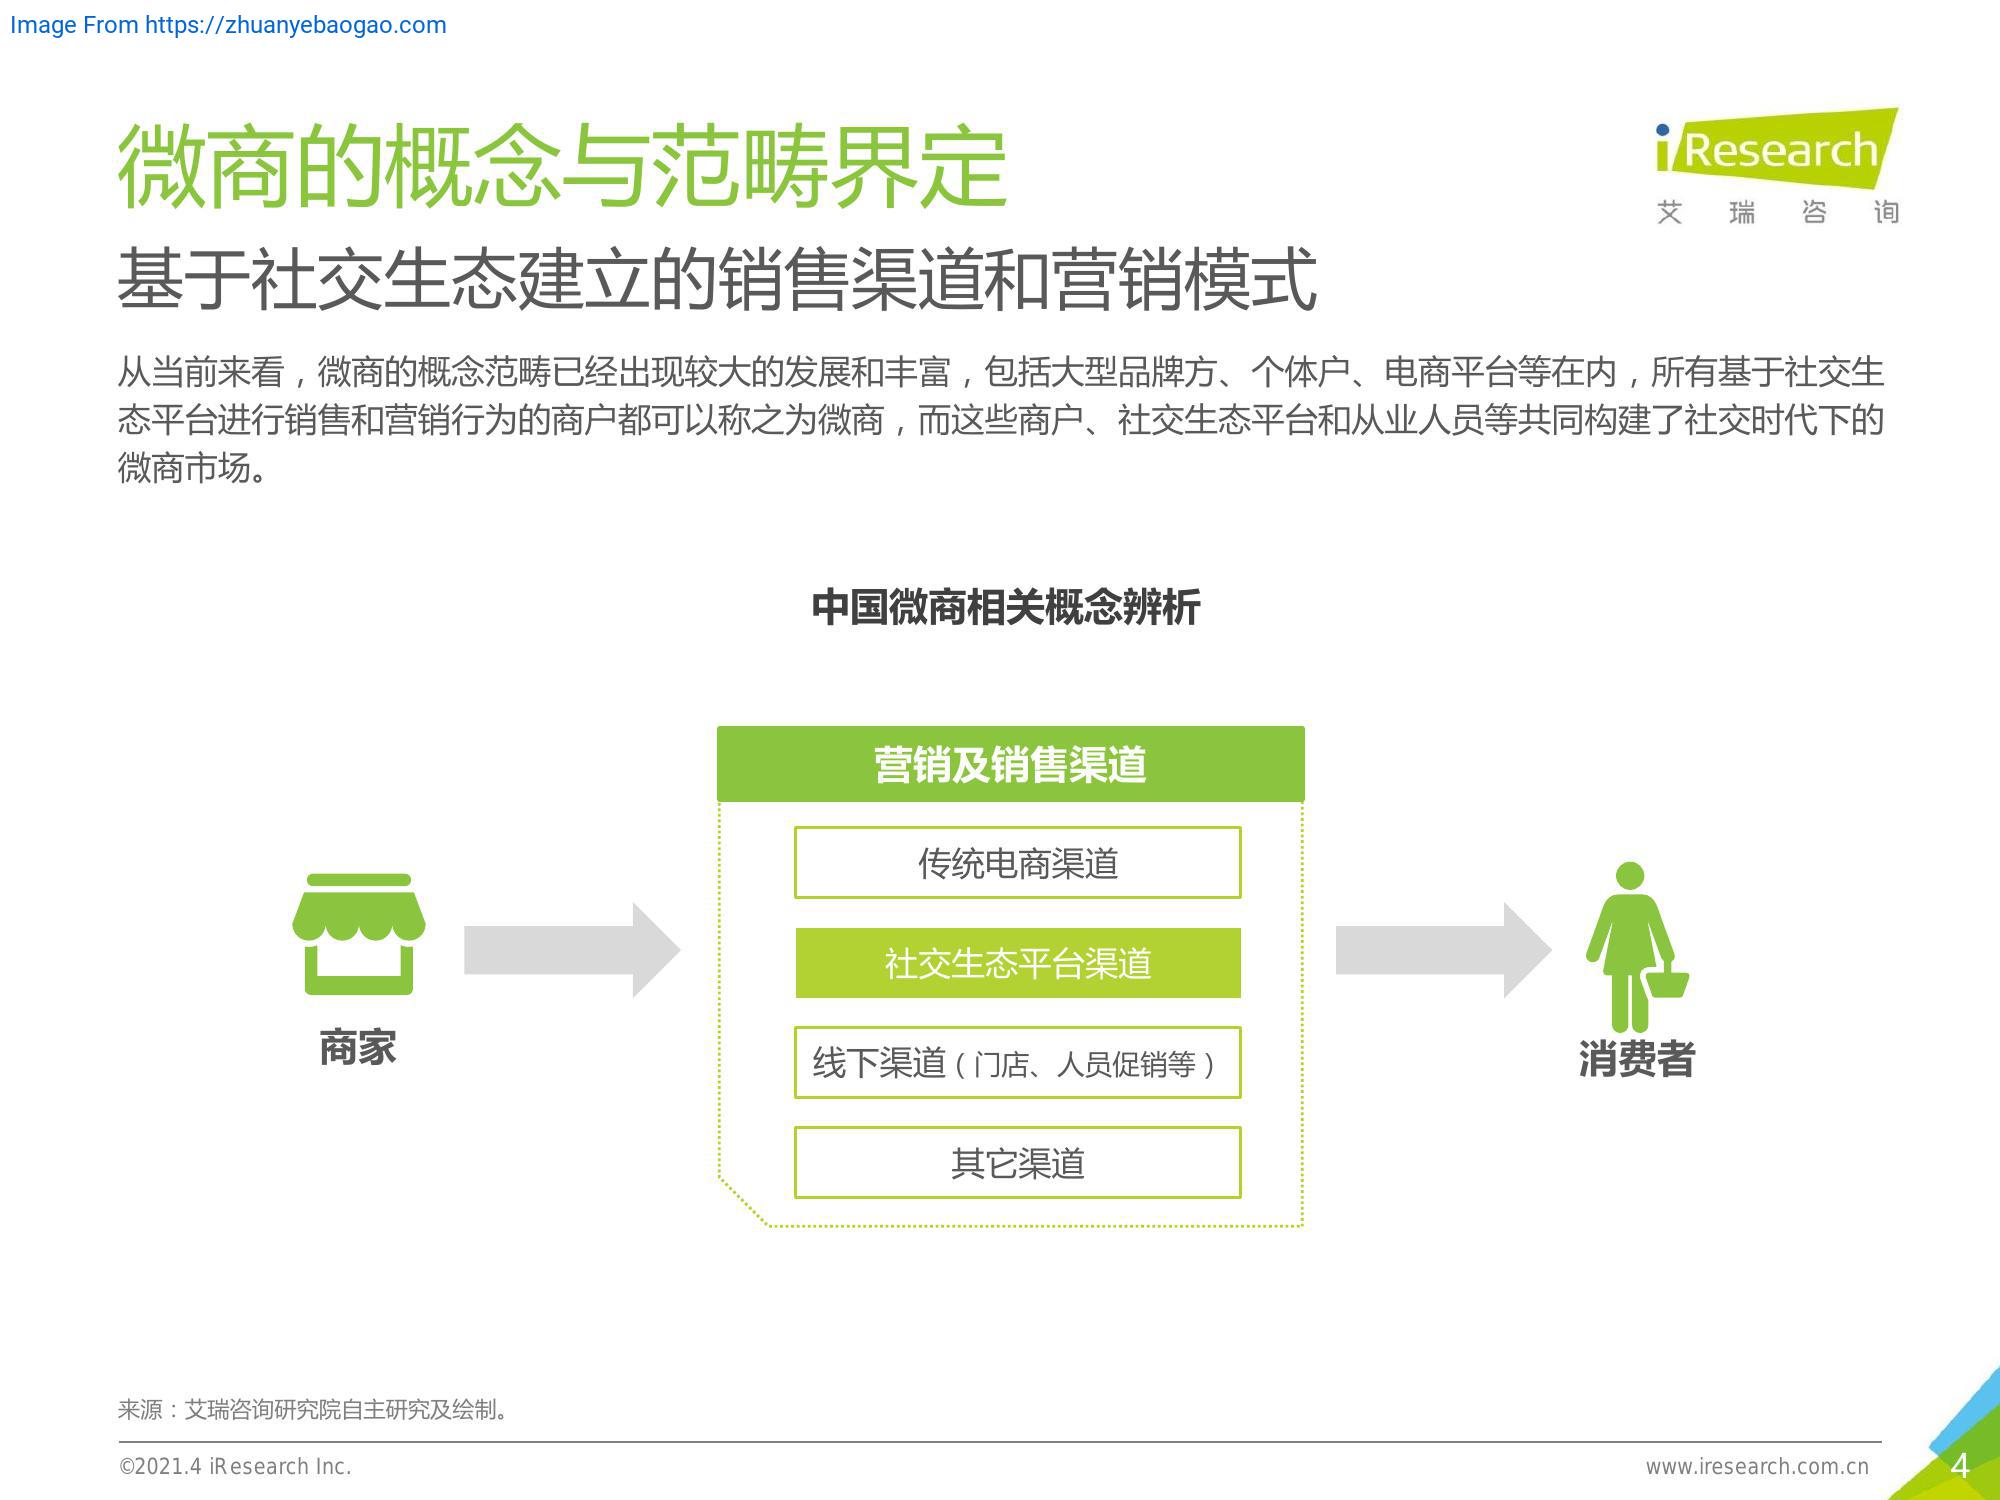 Image From https://zhuanyebaogao.com
微商的概念与范畴界定
iResearch
艾瑞咨询
基于社交生态建立的销售渠道和营销模式
从当前来看，微商的概念范畴已经出现较大的发展和丰富，包括大型品牌方、个体户、电商平台等在内，所有基于社交生
态平台进行销售和营销行为的商户都可以称之为微商，而这些商户、社交生态平台和从业人员等共同构建了社交时代下的
微商市场。
中国微商相关概念辨析
营销及销售渠道
传统电商渠道
社交生态平台渠道
线下渠道（门店、人员促销等）
其它渠道
商家
消费者
来源：艾瑞咨询研究院自主研究及绘制。
©2021.4 iResearch Inc.
www.iresearch.com.cn
4